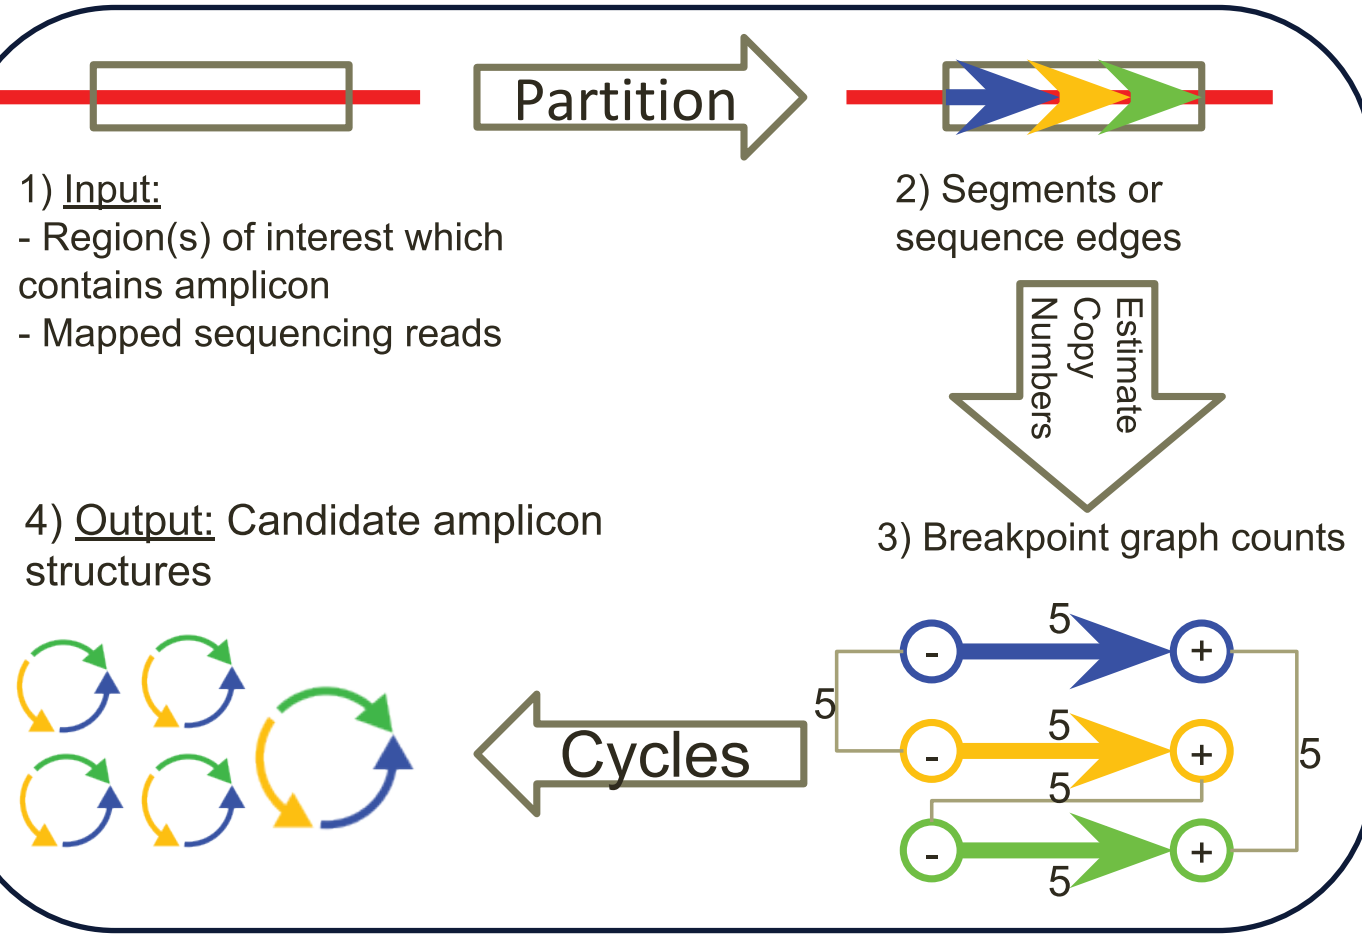 Partition
1) Input:
- Region(s) of interest which
contains amplicon
- Mapped sequencing reads
2) Segments or
sequence edges
Estimate
Copy
Numbers
3) Breakpoint graph counts
5
-
+
5
5
-
+
5
5
-
+
5
Cycles
4) Output: Candidate amplicon
structures